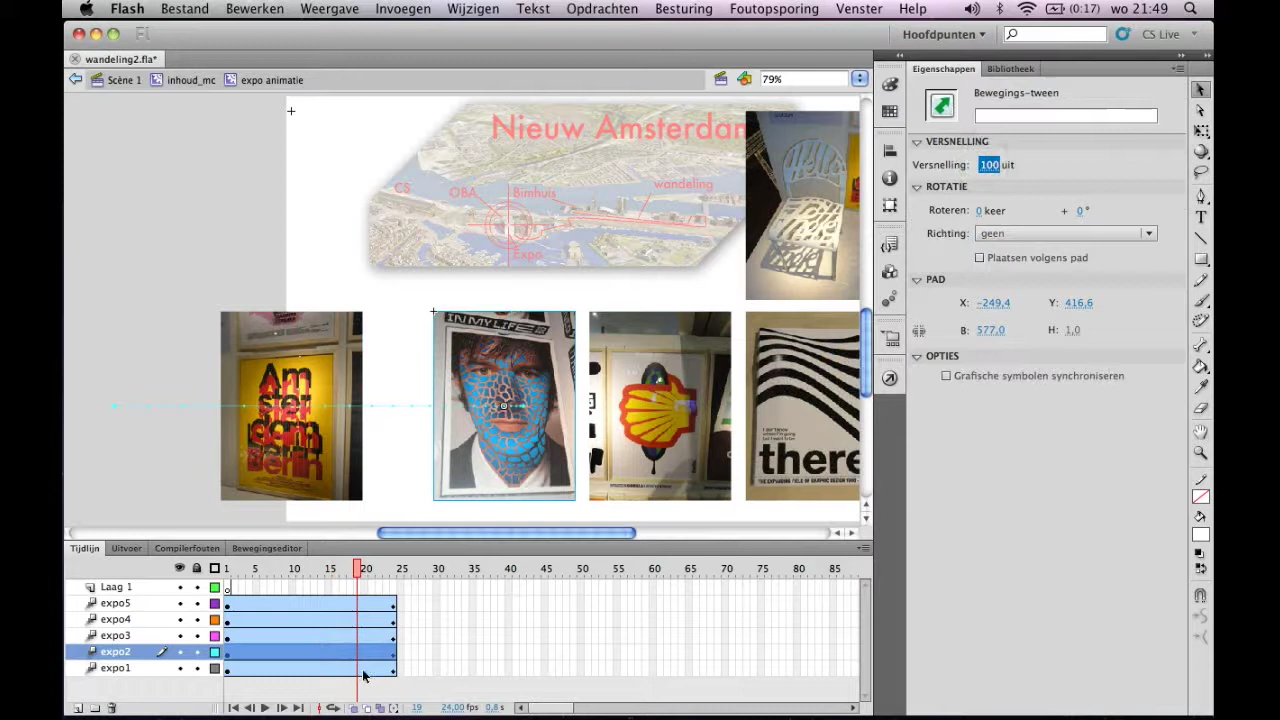 Flash Bestand Bewerken Weergave Invoegen Wijzigen Tekst Opdrachten Besturing Foutopsporing Venster Help (0:17) wo 21:49
Fl Hoofdpunten CS Live
wandeling2.fla*
Scène 1 inhoud_mc expo animatie 79%
Eigenschappen Bibliotheek
Bewegings-tween
VERSNELLING
Versnelling: 100 uit
ROTATIE
Roteren: 0 keer + 0°
Richting: geen
Plaatsen volgens pad
PAD
X: -249,4 Y: 416,6
B: 577,0 H: 1,0
OPTIES
Grafische symbolen synchroniseren
Nieuw Amsterdam
CS OBA Bimhuis wandeling
Expo
Hello
Am
ster
dam
Berlin
IN MY LIFE
there
Tijdlijn Uitvoer Compilerfouten Bewegingseditor
1 5 10 15 20 25 30 35 40 45 50 55 60 65 70 75 80 85
Laag 1
expo5
expo4
expo3
expo2
expo1
19 24,00 fps 0,8 s